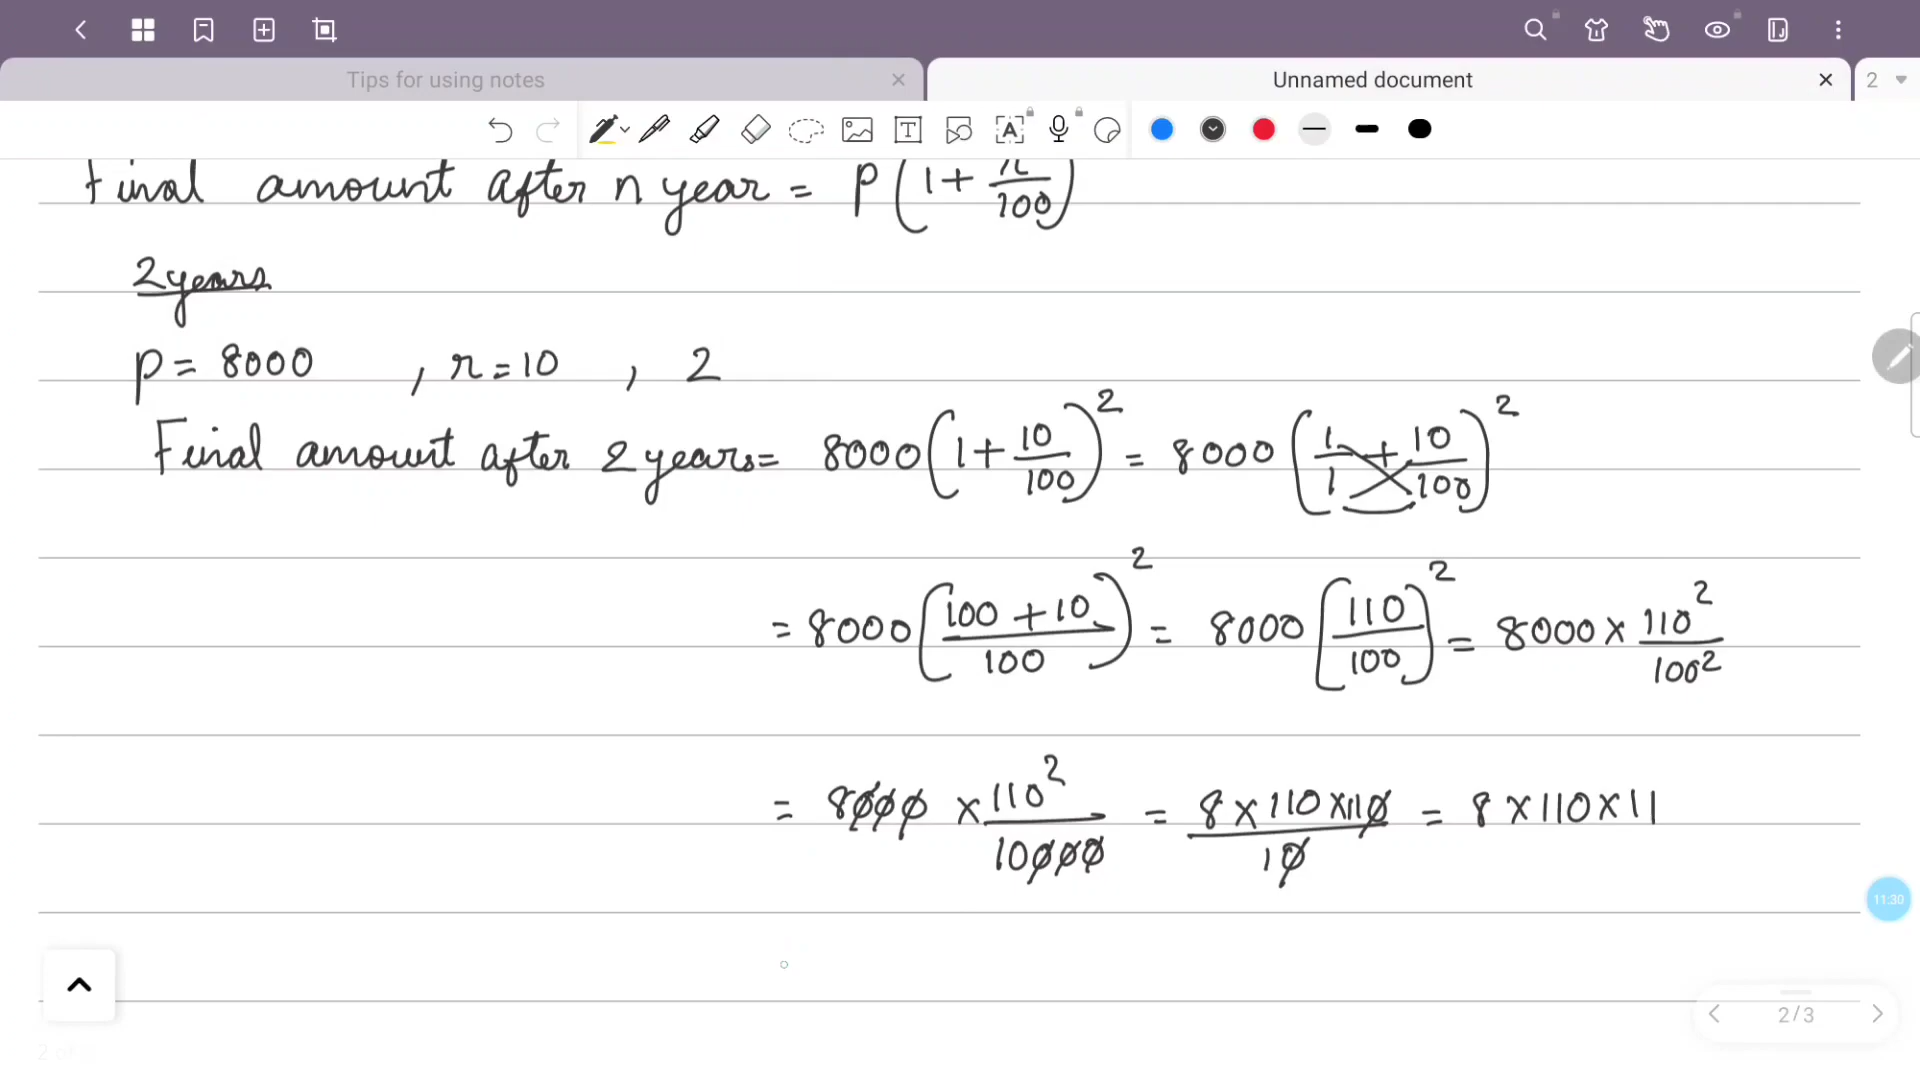 Tips for using notes
Unnamed document
2
Final amount after n year = P(1 + r/100)
2years
p = 8000 , r = 10 , 2
Final amount after 2 years = 8000(1 + 10/100)² = 8000(1/1 + 10/100)²
= 8000(100 + 10/100)² = 8000[110/100]² = 8000 × 110²/100²
= 8000 × 110²/10000 = 8 × 110 × 110/10 = 8 × 110 × 11
11:30
2/3
2 of